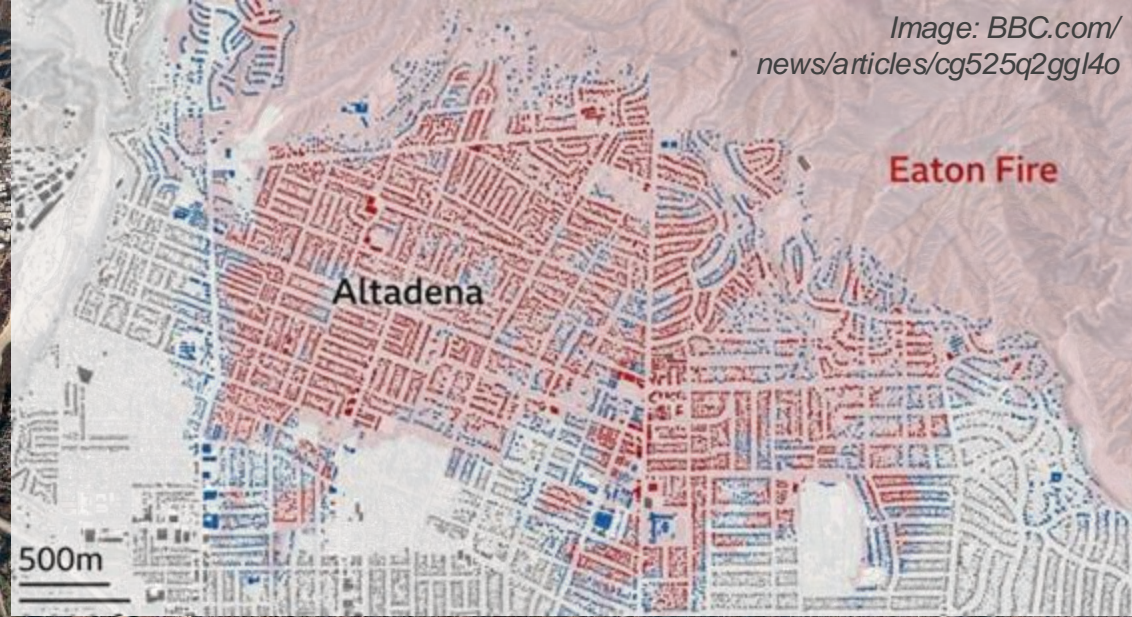 Image: BBC.com/
news/articles/cg525q2ggl4o
Eaton Fire
Altadena
500m